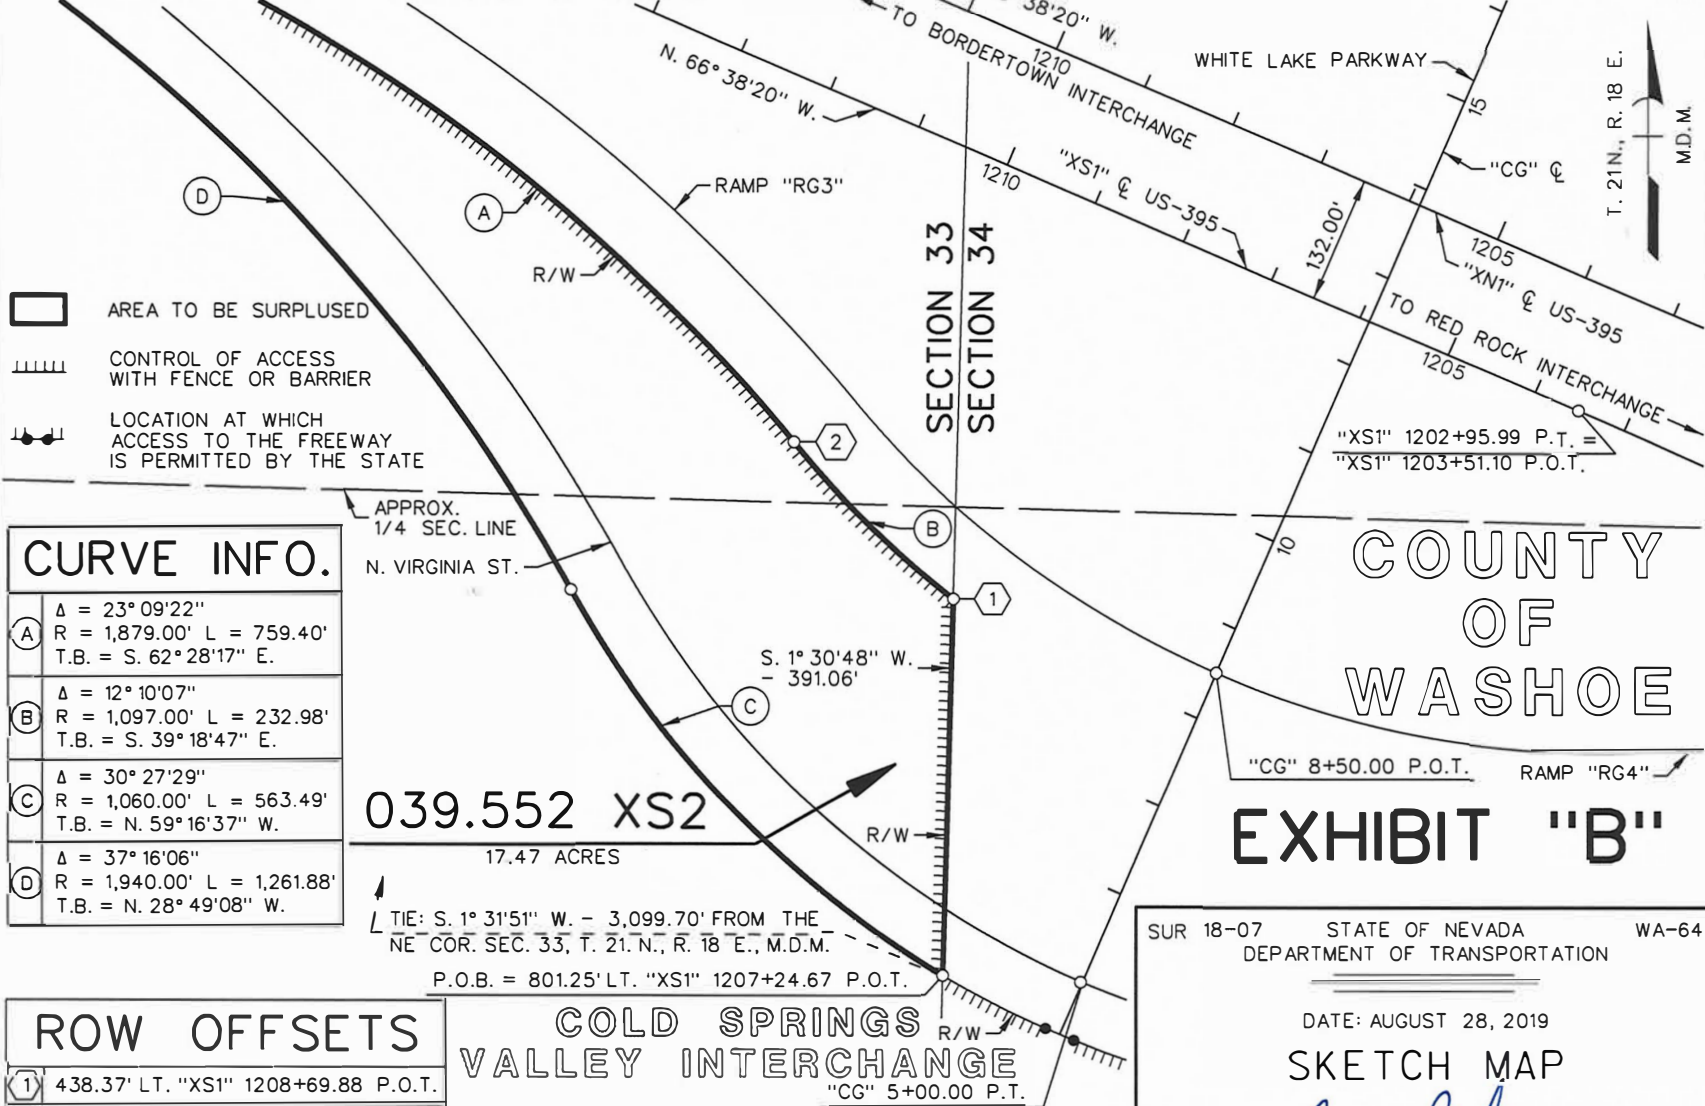 38'20" W.
TO BORDERTOWN INTERCHANGE
1210
N. 66° 38'20" W.
WHITE LAKE PARKWAY
15
T. 21 N., R. 18 E.
M.D.M.
"CG" ℄
RAMP "RG3"
1210
"XS1" ℄ US-395
132.00'
1205
"XN1" ℄ US-395
D
A
R/W
SECTION 33
SECTION 34
TO RED ROCK INTERCHANGE
1205
AREA TO BE SURPLUSED
CONTROL OF ACCESS
WITH FENCE OR BARRIER
LOCATION AT WHICH
ACCESS TO THE FREEWAY
IS PERMITTED BY THE STATE
2
"XS1" 1202+95.99 P.T. =
"XS1" 1203+51.10 P.O.T.
APPROX.
1/4 SEC. LINE
N. VIRGINIA ST.
B
10
1
COUNTY
OF
WASHOE
CURVE INFO.
A
Δ = 23° 09'22"
R = 1,879.00' L = 759.40'
T.B. = S. 62° 28'17" E.
B
Δ = 12° 10'07"
R = 1,097.00' L = 232.98'
T.B. = S. 39° 18'47" E.
C
Δ = 30° 27'29"
R = 1,060.00' L = 563.49'
T.B. = N. 59° 16'37" W.
D
Δ = 37° 16'06"
R = 1,940.00' L = 1,261.88'
T.B. = N. 28° 49'08" W.
S. 1° 30'48" W.
- 391.06'
C
"CG" 8+50.00 P.O.T.
RAMP "RG4"
039.552 XS2
17.47 ACRES
R/W
EXHIBIT "B"
TIE: S. 1° 31'51" W. - 3,099.70' FROM THE
NE COR. SEC. 33, T. 21. N., R. 18 E., M.D.M.
P.O.B. = 801.25' LT. "XS1" 1207+24.67 P.O.T.
COLD SPRINGS
VALLEY INTERCHANGE
R/W
"CG" 5+00.00 P.T.
ROW OFFSETS
1 438.37' LT. "XS1" 1208+69.88 P.O.T.
SUR 18-07 STATE OF NEVADA WA-64
DEPARTMENT OF TRANSPORTATION
DATE: AUGUST 28, 2019
SKETCH MAP